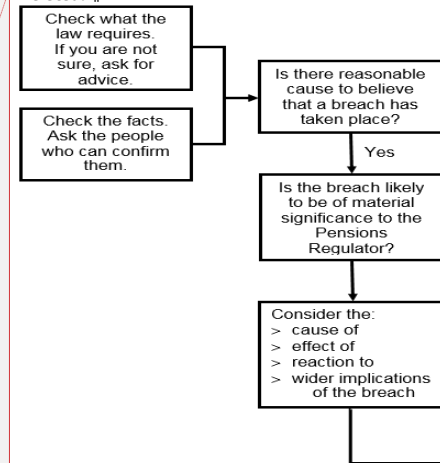 Check what the
law requires.
If you are not
sure, ask for
advice.
Check the facts.
Ask the people
who can confirm
them.
Is there reasonable
cause to believe
that a breach has
taken place?
Yes
Is the breach likely
to be of material
significance to the
Pensions
Regulator?
Consider the:
> cause of
> effect of
> reaction to
> wider implications
of the breach